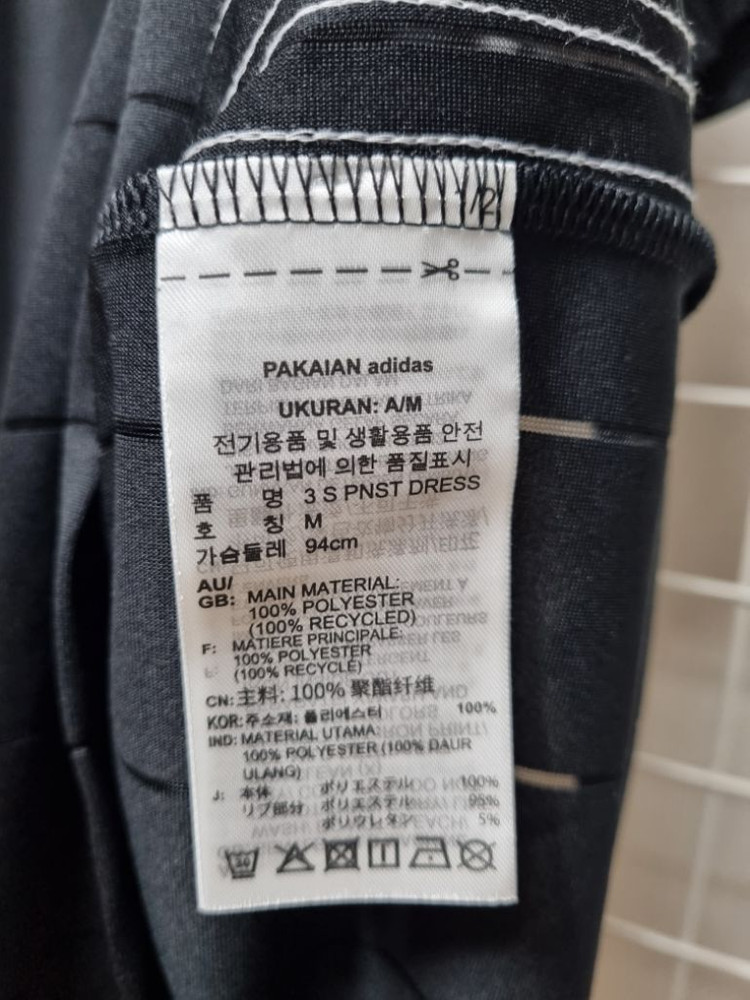 /2
PAKAIAN adidas
UKURAN: A/M
전기용품 및 생활용품 안전
관리법에 의한 품질표시
품 명 3 S PNST DRESS
호 칭 M
가슴둘레 94cm
AU/
GB: MAIN MATERIAL:
100% POLYESTER
(100% RECYCLED)
F: MATIERE PRINCIPALE:
100% POLYESTER
(100% RECYCLE)
CN: 主料: 100% 聚酯纤维
KOR: 주소재: 폴리에스터 100%
IND: MATERIAL UTAMA:
100% POLYESTER (100% DAUR
ULANG)
J: 本体 ポリエステル 100%
リブ部分 ポリエステル 95%
ポリウレタン 5%